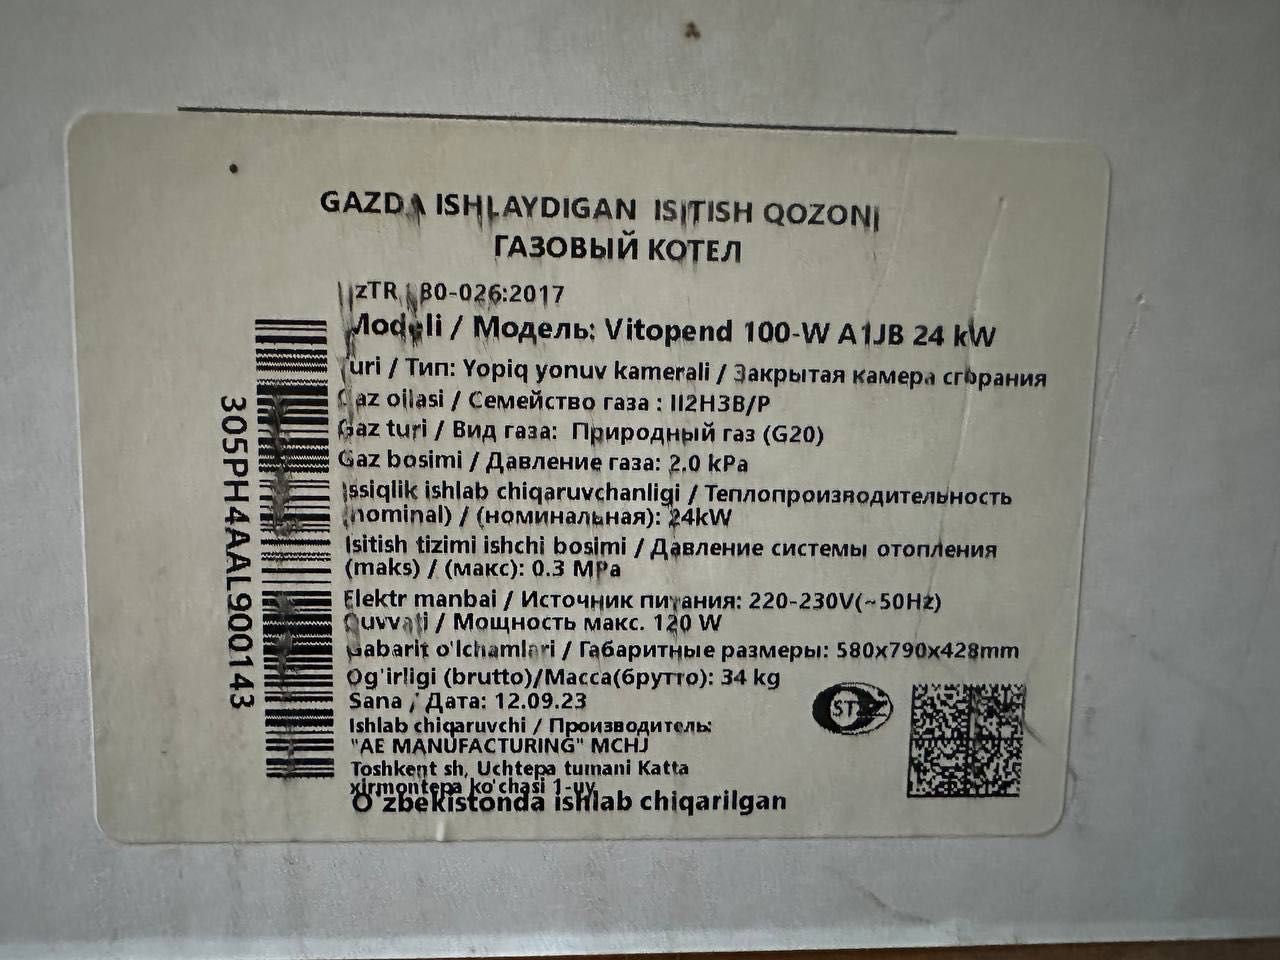 GAZDA ISHLAYDIGAN ISITISH QOZONI
ГАЗОВЫЙ КОТЕЛ
UzTR 80-026:2017
Modeli / Модель: Vitopend 100-W A1JB 24 kW
Turi / Тип: Yopiq yonuv kamerali / Закрытая камера сгорания
Gaz oilasi / Семейство газа : II2H3B/P
Gaz turi / Вид газа: Природный газ (G20)
Gaz bosimi / Давление газа: 2.0 kPa
Issiqlik ishlab chiqaruvchanligi / Теплопроизводительность
(nominal) / (номинальная): 24kW
Isitish tizimi ishchi bosimi / Давление системы отопления
(maks) / (макс): 0.3 MPa
Elektr manbai / Источник питания: 220-230V(~50Hz)
Quvvati / Мощность макс. 120 W
Gabarit o'lchamlari / Габаритные размеры: 580x790x428mm
Og'irligi (brutto)/Масса(брутто): 34 kg
Sana / Дата: 12.09.23
Ishlab chiqaruvchi / Производитель:
"AE MANUFACTURING" MCHJ
Toshkent sh, Uchtepa tumani Katta
xirmontepa ko'chasi 1-uy
O'zbekistonda ishlab chiqarilgan
305PH4AAL900143